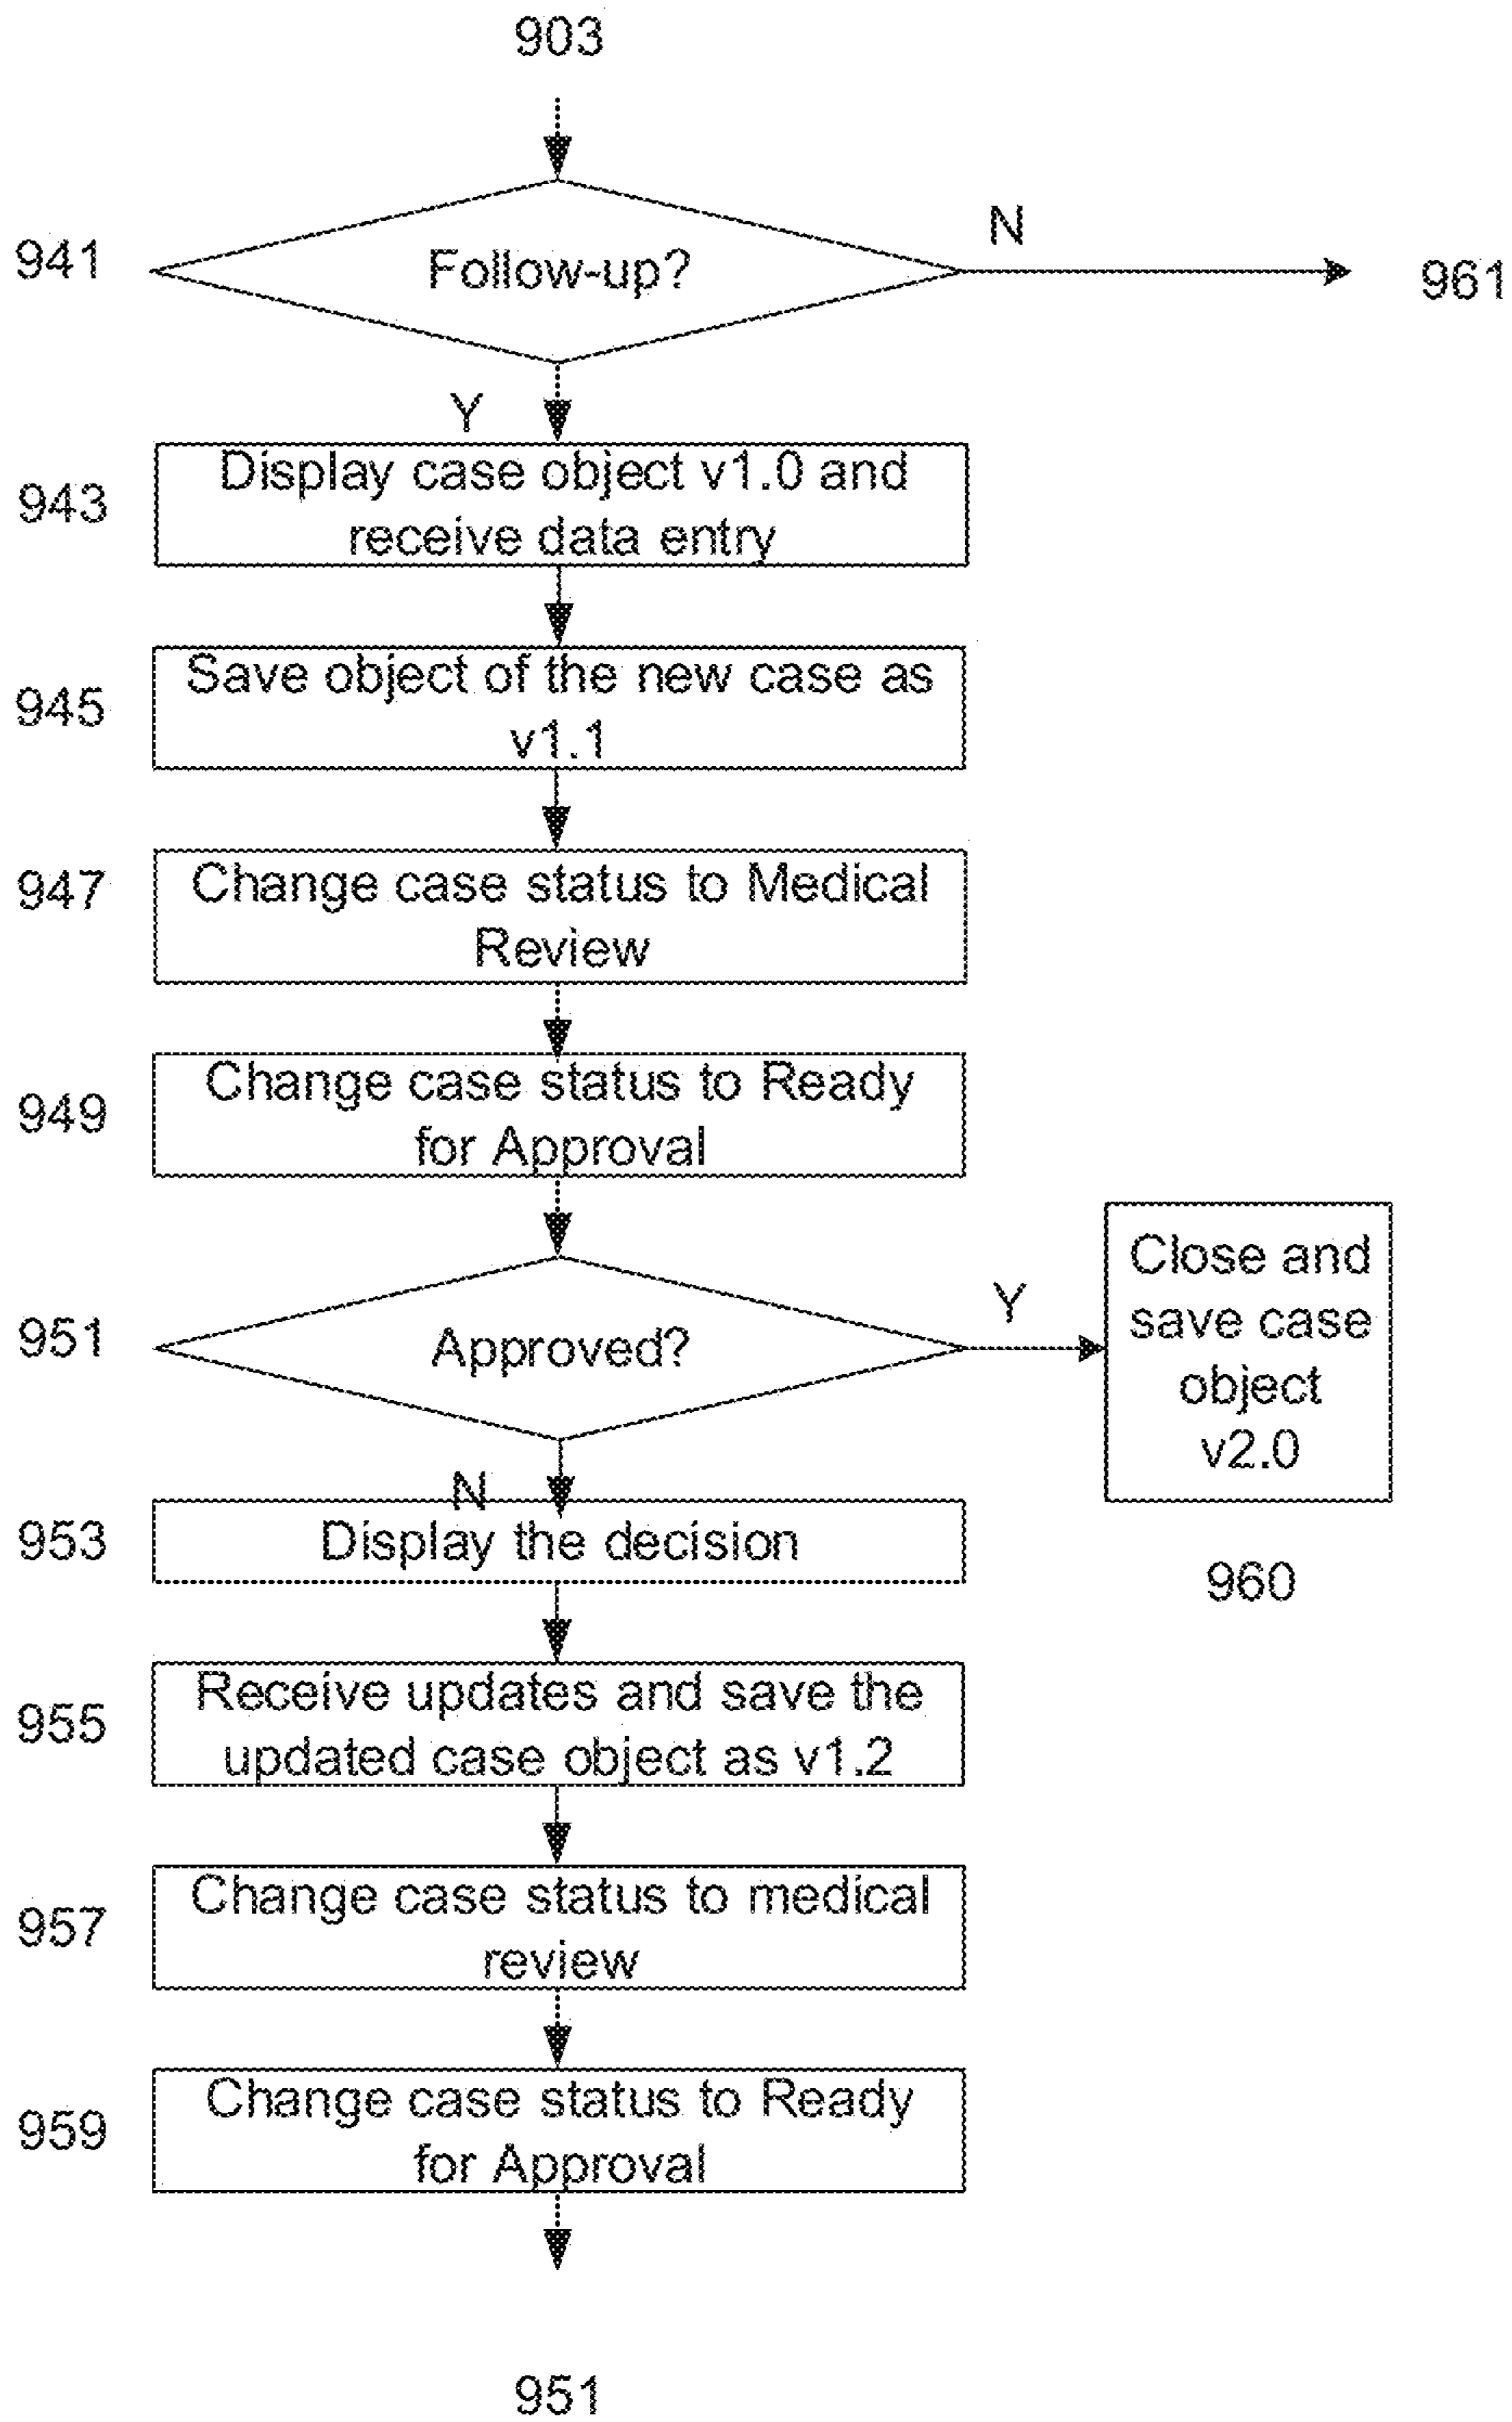 903
941
Follow-up?
N
961
Y
943
Display case object v1.0 and
receive data entry
945
Save object of the new case as
v1.1
947
Change case status to Medical
Review
949
Change case status to Ready
for Approval
951
Approved?
Y
Close and
save case
object
v2.0
960
N
953
Display the decision
955
Receive updates and save the
updated case object as v1.2
957
Change case status to medical
review
959
Change case status to Ready
for Approval
951